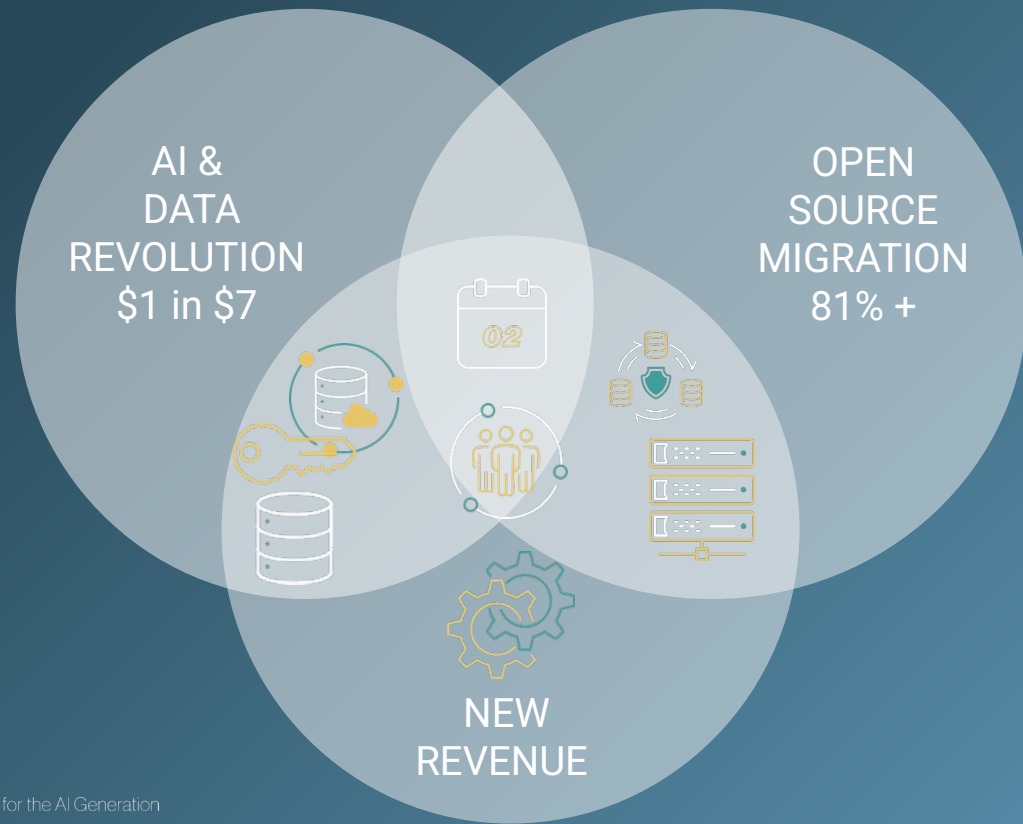 AI &
DATA
REVOLUTION
$1 in $7
OPEN
SOURCE
MIGRATION
81% +
02
NEW
REVENUE
for the AI Generation